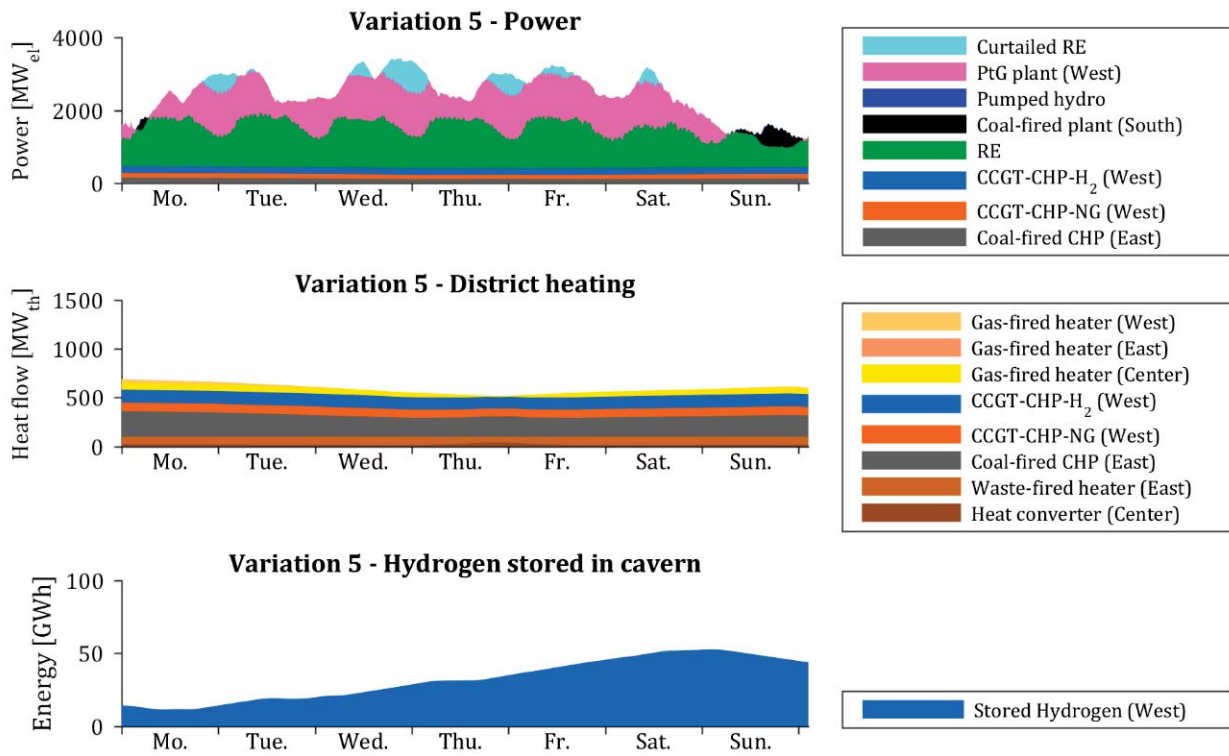 Variation 5 - Power
Power [MWel]
4000
2000
0
Mo. Tue. Wed. Thu. Fr. Sat. Sun.
Curtailed RE
PtG plant (West)
Pumped hydro
Coal-fired plant (South)
RE
CCGT-CHP-H2 (West)
CCGT-CHP-NG (West)
Coal-fired CHP (East)
Variation 5 - District heating
Heat flow [MWth]
1500
1000
500
0
Mo. Tue. Wed. Thu. Fr. Sat. Sun.
Gas-fired heater (West)
Gas-fired heater (East)
Gas-fired heater (Center)
CCGT-CHP-H2 (West)
CCGT-CHP-NG (West)
Coal-fired CHP (East)
Waste-fired heater (East)
Heat converter (Center)
Variation 5 - Hydrogen stored in cavern
Energy [GWh]
100
50
0
Mo. Tue. Wed. Thu. Fr. Sat. Sun.
Stored Hydrogen (West)